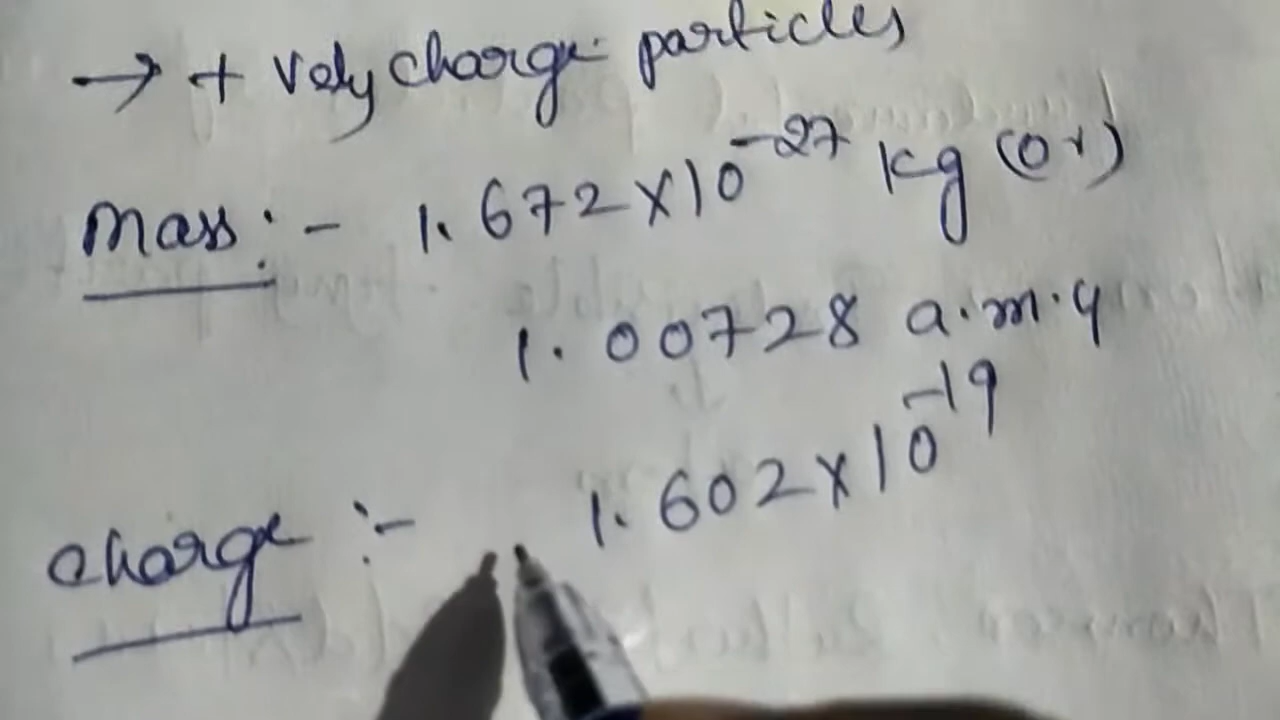 → + vely charge particles
Mass :- 1.672×10⁻²⁷ kg (or)
1.00728 a.m.u
charge :- 1.602×10⁻¹⁹